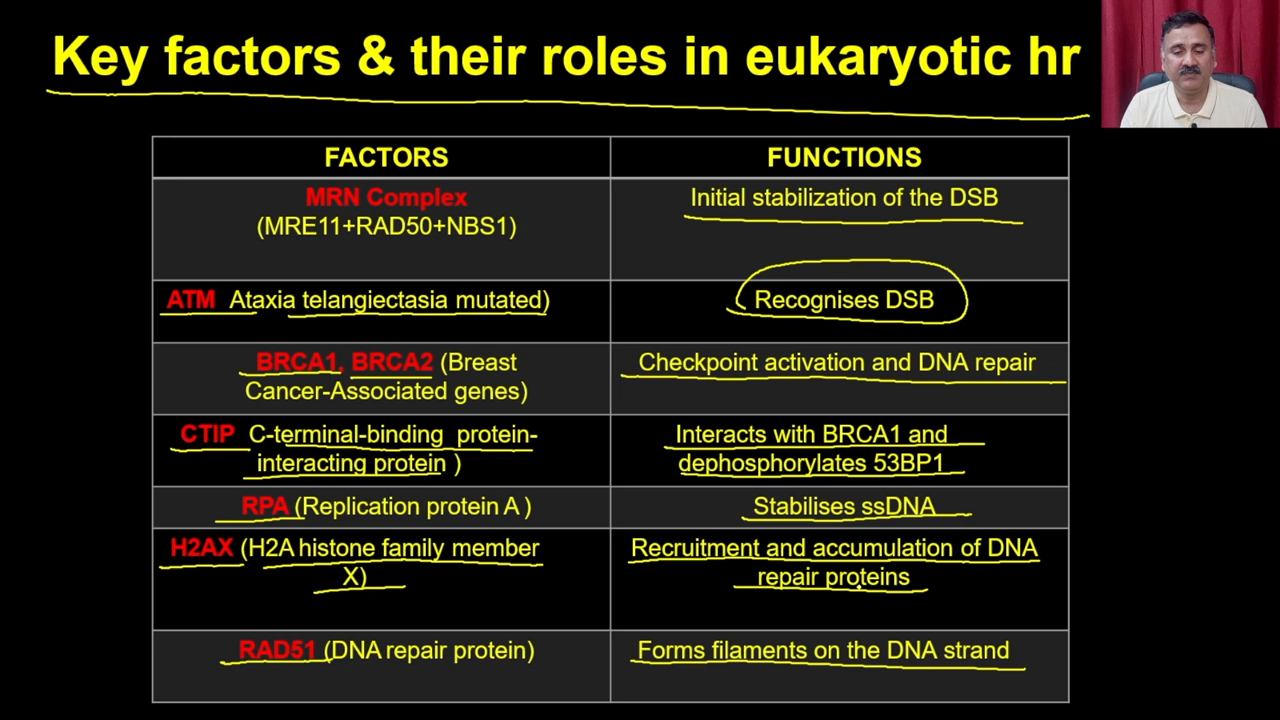 Key factors & their roles in eukaryotic hr
FACTORS
FUNCTIONS
MRN Complex
(MRE11+RAD50+NBS1)
Initial stabilization of the DSB
ATM Ataxia telangiectasia mutated)
Recognises DSB
BRCA1, BRCA2 (Breast
Cancer-Associated genes)
Checkpoint activation and DNA repair
CTIP C-terminal-binding protein-
interacting protein )
Interacts with BRCA1 and
dephosphorylates 53BP1
RPA (Replication protein A )
Stabilises ssDNA
H2AX (H2A histone family member
X)
Recruitment and accumulation of DNA
repair proteins
RAD51 (DNA repair protein)
Forms filaments on the DNA strand